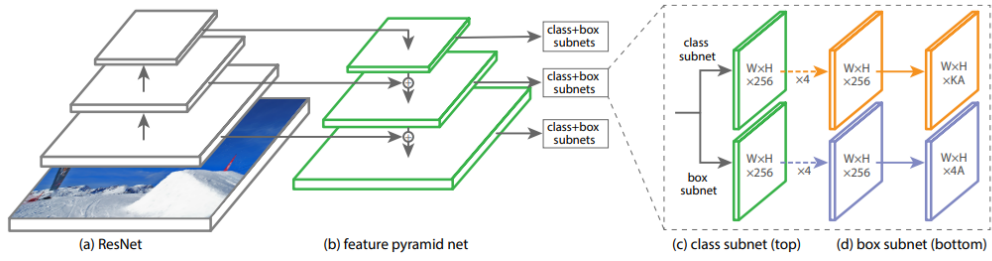 class+box
subnets
class+box
subnets
class+box
subnets
class
subnet
W×H
×256
×4
W×H
×256
W×H
×KA
W×H
×256
×4
W×H
×256
W×H
×4A
box
subnet
(a) ResNet
(b) feature pyramid net
(c) class subnet (top)
(d) box subnet (bottom)